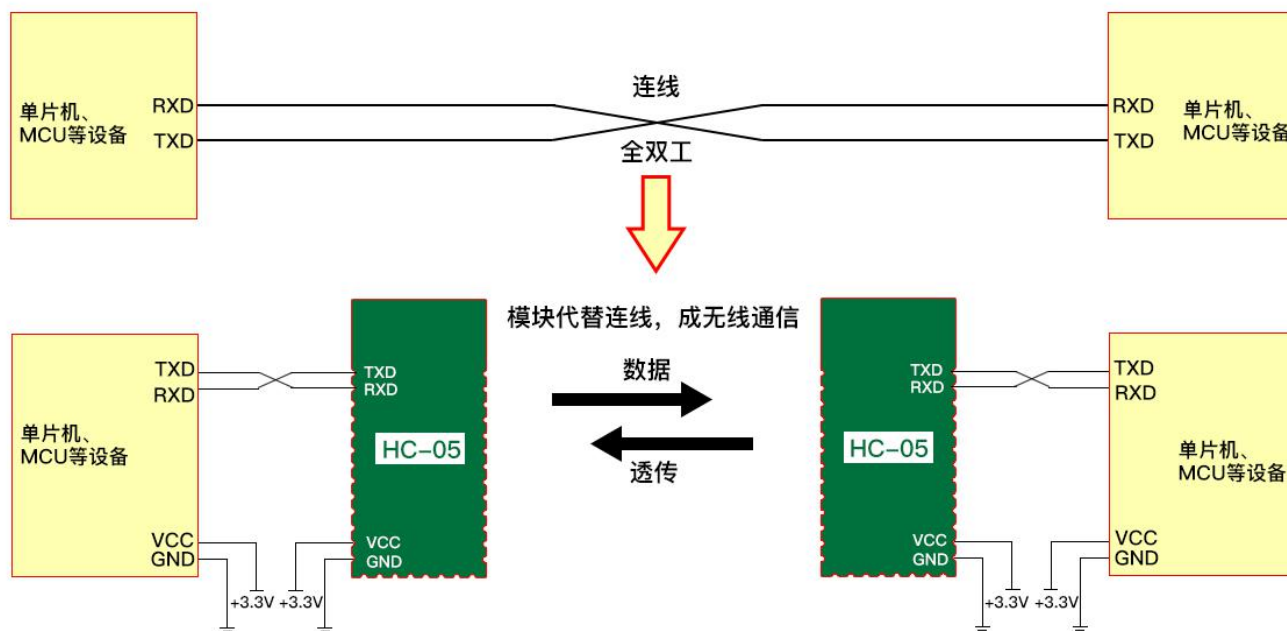 连线
单片机、
MCU等设备
RXD
TXD
RXD
TXD
单片机、
MCU等设备
全双工
模块代替连线，成无线通信
数据
透传
单片机、
MCU等设备
TXD
RXD
VCC
GND
+3.3V
+3.3V
TXD
RXD
HC-05
VCC
GND
TXD
RXD
HC-05
VCC
GND
+3.3V
+3.3V
TXD
RXD
单片机、
MCU等设备
VCC
GND